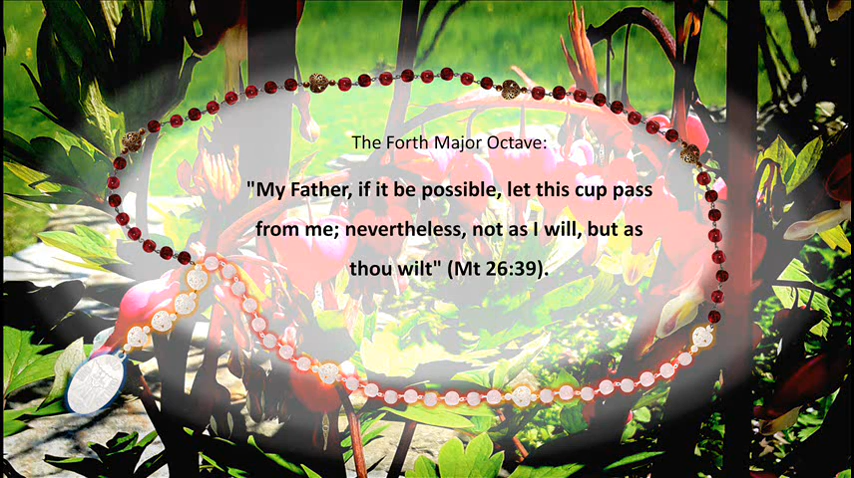 The Forth Major Octave:
"My Father, if it be possible, let this cup pass
from me; nevertheless, not as I will, but as
thou wilt" (Mt 26:39).